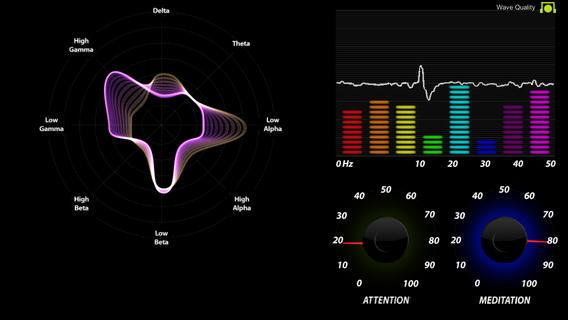 Wave Quality
Delta
Theta
Low
Alpha
High
Alpha
Low
Beta
High
Beta
Low
Gamma
High
Gamma
0 Hz 10 20 30 40 50
0 10 20 30 40 50 60 70 80 90 100
ATTENTION
0 10 20 30 40 50 60 70 80 90 100
MEDITATION